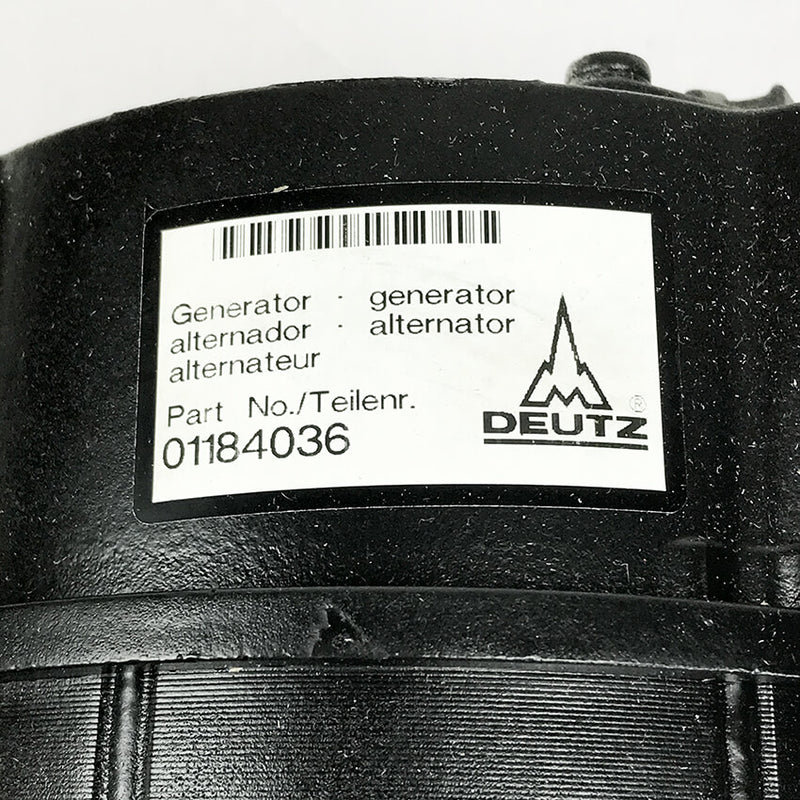 Generator · generator
alternador · alternator
alternateur
Part No./Teilenr.
01184036
DEUTZ ®